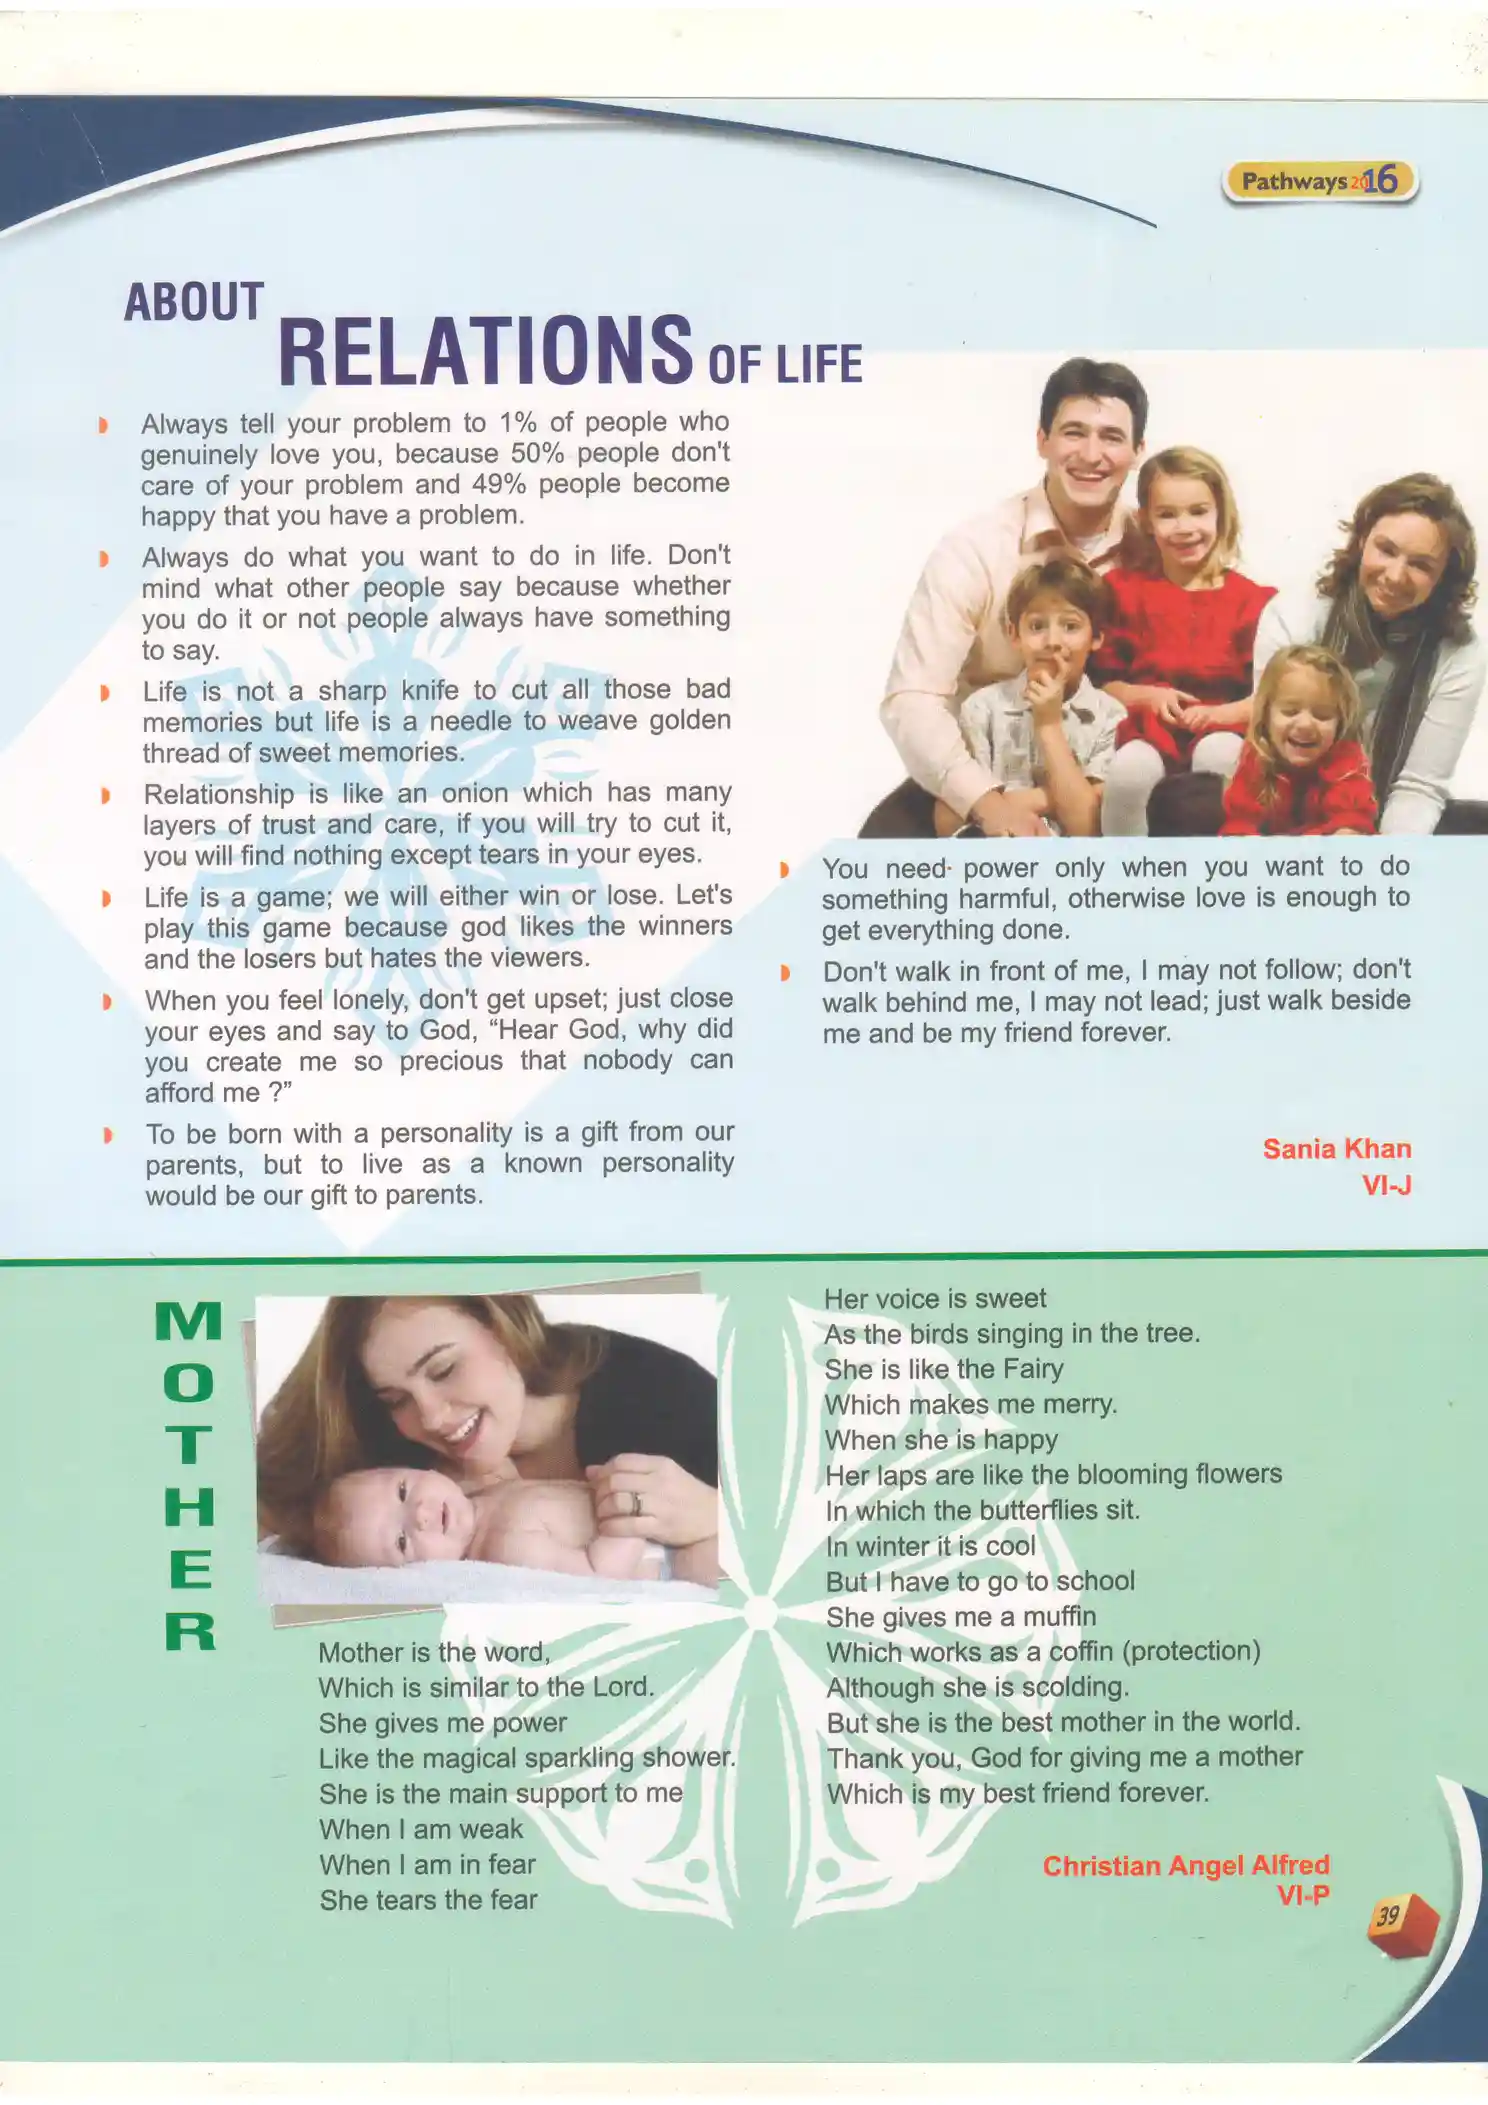 Pathways 2016
ABOUT
RELATIONS OF LIFE
Always tell your problem to 1% of people who
genuinely love you, because 50% people don't
care of your problem and 49% people become
happy that you have a problem.
Always do what you want to do in life. Don't
mind what other people say because whether
you do it or not people always have something
to say.
Life is not a sharp knife to cut all those bad
memories but life is a needle to weave golden
thread of sweet memories.
Relationship is like an onion which has many
layers of trust and care, if you will try to cut it,
you will find nothing except tears in your eyes.
Life is a game; we will either win or lose. Let's
play this game because god likes the winners
and the losers but hates the viewers.
When you feel lonely, don't get upset; just close
your eyes and say to God, “Hear God, why did
you create me so precious that nobody can
afford me ?”
To be born with a personality is a gift from our
parents, but to live as a known personality
would be our gift to parents.
You need power only when you want to do
something harmful, otherwise love is enough to
get everything done.
Don't walk in front of me, I may not follow; don't
walk behind me, I may not lead; just walk beside
me and be my friend forever.
Sania Khan
VI-J
M
O
T
H
E
R
Mother is the word,
Which is similar to the Lord.
She gives me power
Like the magical sparkling shower.
She is the main support to me
When I am weak
When I am in fear
She tears the fear
Her voice is sweet
As the birds singing in the tree.
She is like the Fairy
Which makes me merry.
When she is happy
Her laps are like the blooming flowers
In which the butterflies sit.
In winter it is cool
But I have to go to school
She gives me a muffin
Which works as a coffin (protection)
Although she is scolding.
But she is the best mother in the world.
Thank you, God for giving me a mother
Which is my best friend forever.
Christian Angel Alfred
VI-P
39